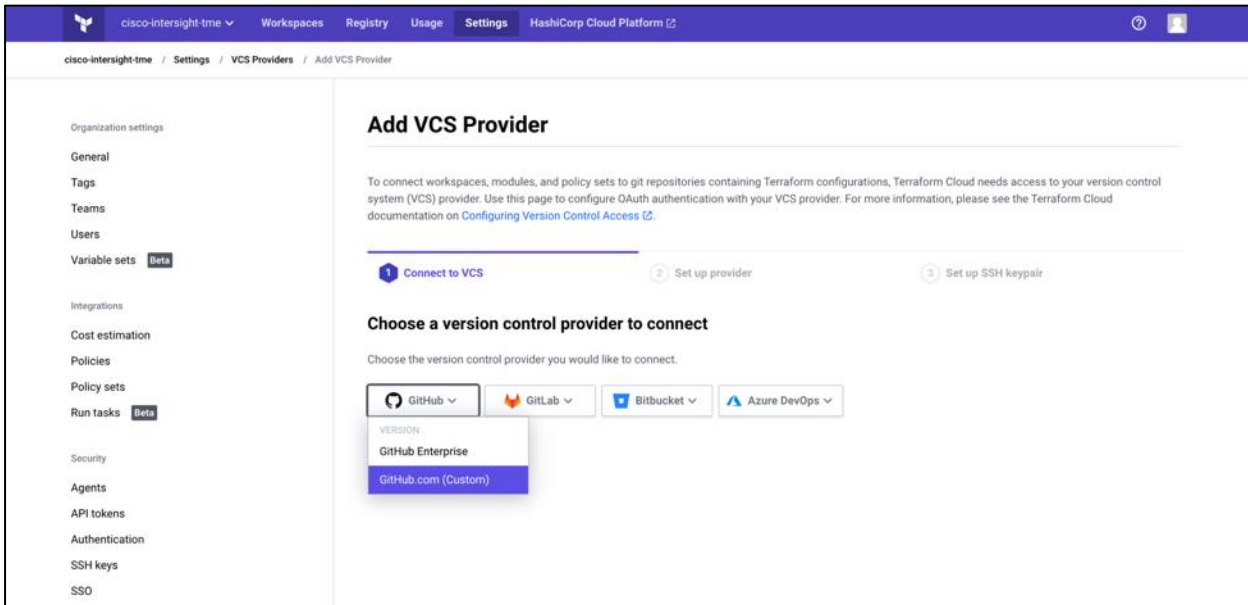 cisco-intersight-tme Workspaces Registry Usage Settings HashiCorp Cloud Platform
cisco-intersight-tme / Settings / VCS Providers / Add VCS Provider
Organization settings
General
Tags
Teams
Users
Variable sets Beta
Integrations
Cost estimation
Policies
Policy sets
Run tasks Beta
Security
Agents
API tokens
Authentication
SSH keys
SSO
Add VCS Provider
To connect workspaces, modules, and policy sets to git repositories containing Terraform configurations, Terraform Cloud needs access to your version control
system (VCS) provider. Use this page to configure OAuth authentication with your VCS provider. For more information, please see the Terraform Cloud
documentation on Configuring Version Control Access.
1 Connect to VCS 2 Set up provider 3 Set up SSH keypair
Choose a version control provider to connect
Choose the version control provider you would like to connect.
GitHub GitLab Bitbucket Azure DevOps
VERSION
GitHub Enterprise
GitHub.com (Custom)